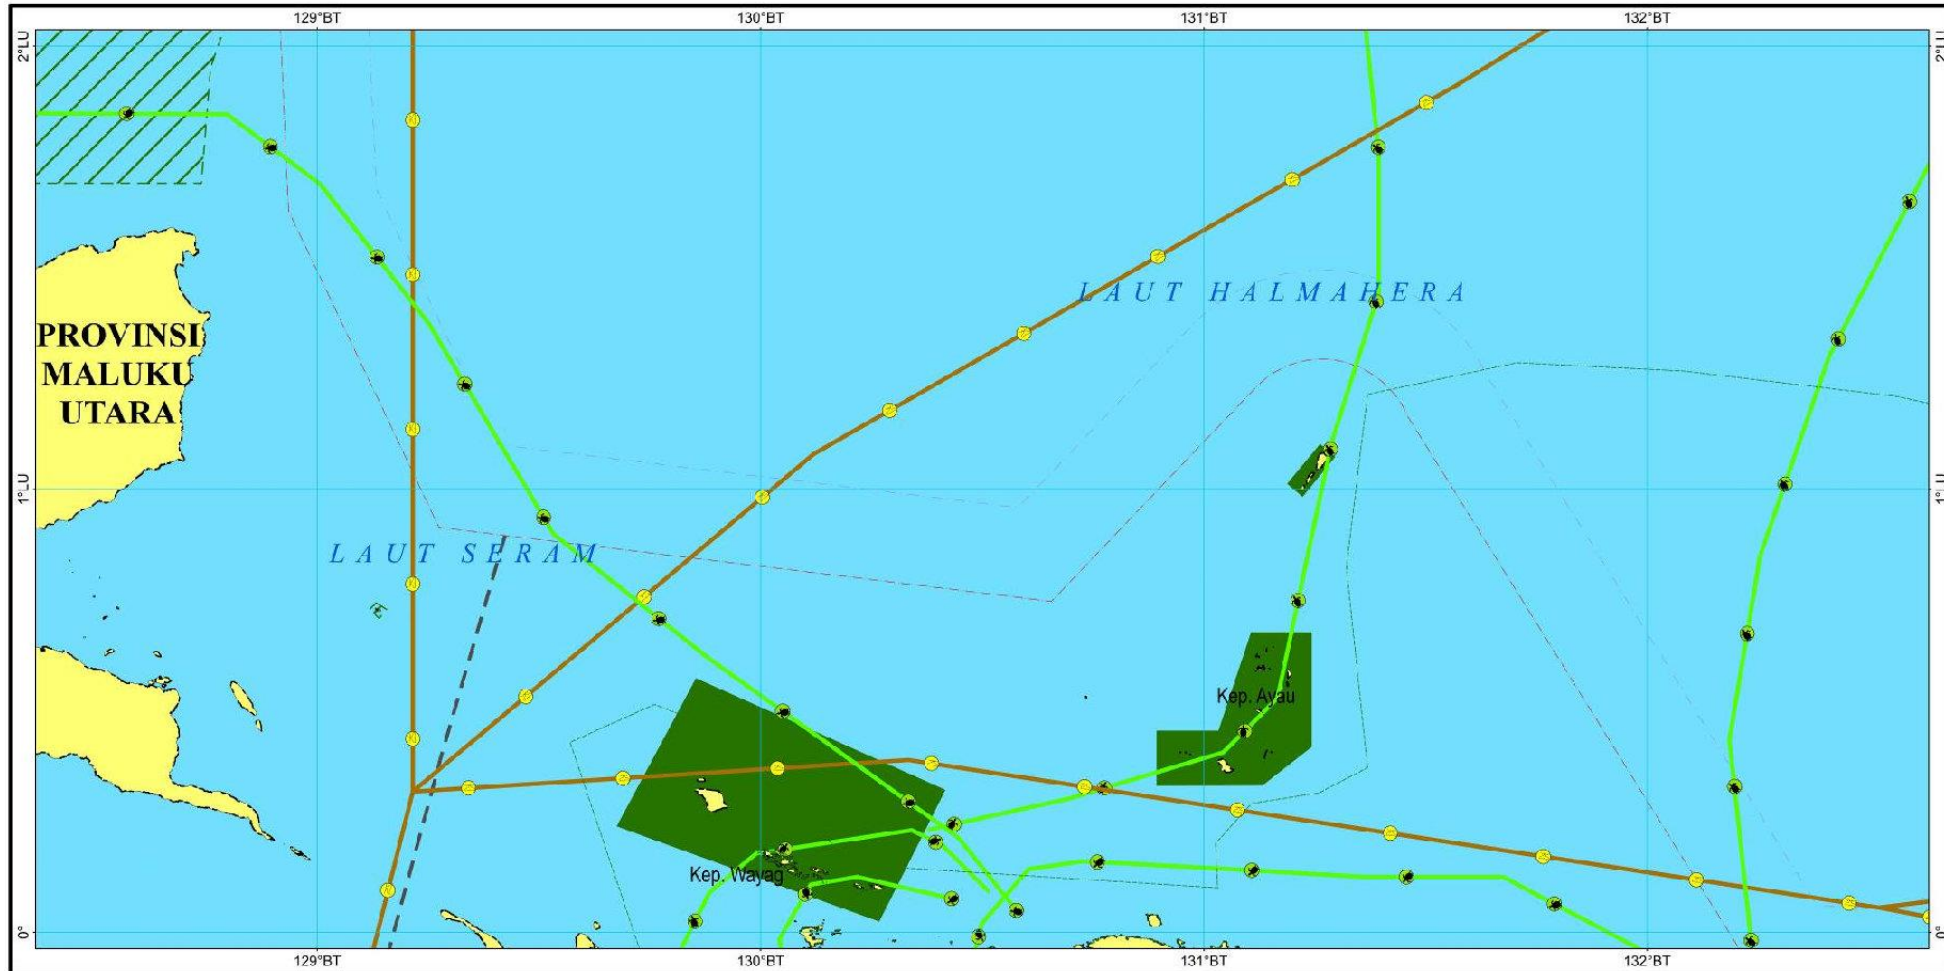 129°BT
130°BT
131°BT
132°BT
2°LU
2°LU
LAUT HALMAHERA
PROVINSI
MALUKU
UTARA
1°LU
1°LU
LAUT SERAM
Kep. Ayau
Kep. Wayag
0°
0°
129°BT
130°BT
131°BT
132°BT